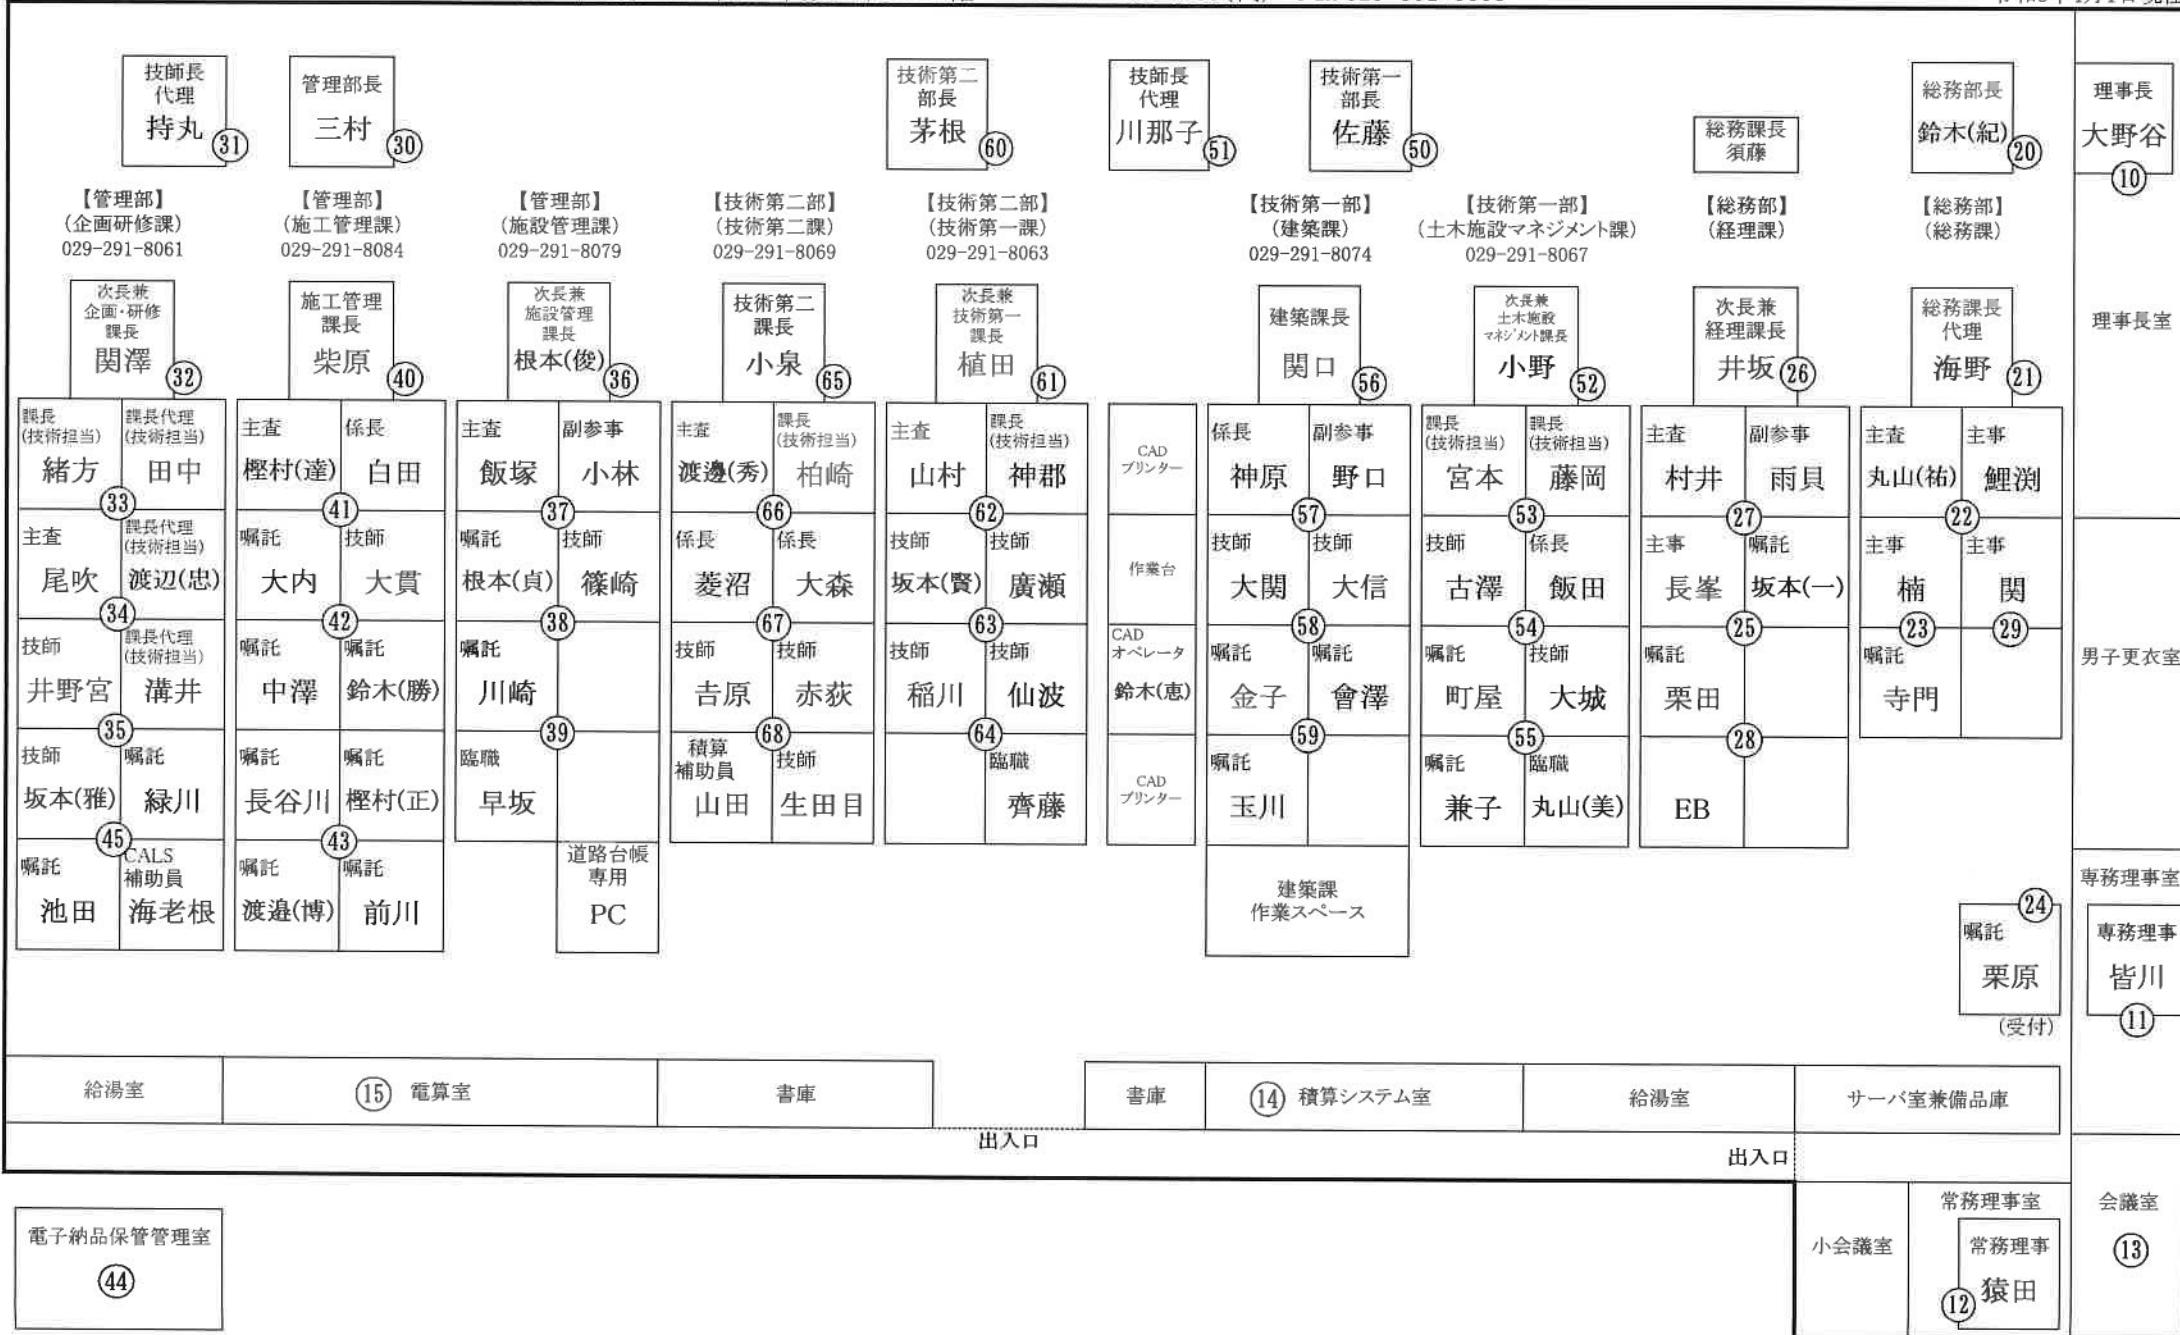 技師長
代理
持丸
31
管理部長
三村
30
技術第二
部長
茅根
60
技師長
代理
川那子
51
技術第一
部長
佐藤
50
総務課長
須藤
総務部長
鈴木(紀)
20
理事長
大野谷
10
【管理部】
(企画研修課)
029-291-8061
【管理部】
(施工管理課)
029-291-8084
【管理部】
(施設管理課)
029-291-8079
【技術第二部】
(技術第二課)
029-291-8069
【技術第二部】
(技術第一課)
029-291-8063
【技術第一部】
(建築課)
029-291-8074
【技術第一部】
(土木施設マネジメント課)
029-291-8067
【総務部】
(経理課)
【総務部】
(総務課)
理事長室
次長兼
企画・研修
課長
関澤
32
課長
(技術担当)
緒方
課長代理
(技術担当)
田中
33
主査
尾吹
課長代理
(技術担当)
渡辺(忠)
34
技師
井野宮
課長代理
(技術担当)
溝井
35
技師
坂本(雅)
嘱託
緑川
45
嘱託
池田
CALS
補助員
海老根
施工管理
課長
柴原
40
主査
樫村(達)
係長
白田
41
嘱託
大内
技師
大貫
42
嘱託
中澤
嘱託
鈴木(勝)
嘱託
長谷川
嘱託
樫村(正)
43
嘱託
渡邉(博)
嘱託
前川
次長兼
施設管理
課長
根本(俊)
36
主査
飯塚
副参事
小林
37
嘱託
根本(貞)
技師
篠崎
38
嘱託
川崎
39
臨職
早坂
道路台帳
専用
PC
技術第二
課長
小泉
65
主査
渡邊(秀)
課長
(技術担当)
柏崎
66
係長
菱沼
係長
大森
67
技師
吉原
技師
赤荻
68
積算
補助員
山田
技師
生田目
次長兼
技術第一
課長
植田
61
主査
山村
課長
(技術担当)
神郡
62
技師
坂本(賢)
技師
廣瀬
63
技師
稲川
技師
仙波
64
臨職
齊藤
CAD
プリンター
作業台
CAD
オペレータ
鈴木(恵)
CAD
プリンター
建築課長
関口
56
係長
神原
副参事
野口
57
技師
大関
技師
大信
58
嘱託
金子
嘱託
會澤
59
嘱託
玉川
建築課
作業スペース
次長兼
土木施設
マネジメント課長
小野
52
課長
(技術担当)
宮本
課長
(技術担当)
藤岡
53
技師
古澤
係長
飯田
54
嘱託
町屋
技師
大城
55
嘱託
兼子
臨職
丸山(美)
次長兼
経理課長
井坂
26
主査
村井
副参事
雨貝
27
主事
長峯
嘱託
坂本(一)
25
嘱託
栗田
28
EB
総務課長
代理
海野
21
主査
丸山(祐)
主事
鯉渕
22
主事
楠
主事
関
23
29
嘱託
寺門
男子更衣室
専務理事室
24
嘱託
栗原
(受付)
専務理事
皆川
11
給湯室
15 電算室
書庫
書庫
14 積算システム室
給湯室
サーバ室兼備品庫
出入口
出入口
電子納品保管管理室
44
小会議室
常務理事室
常務理事
猿田
12
会議室
13